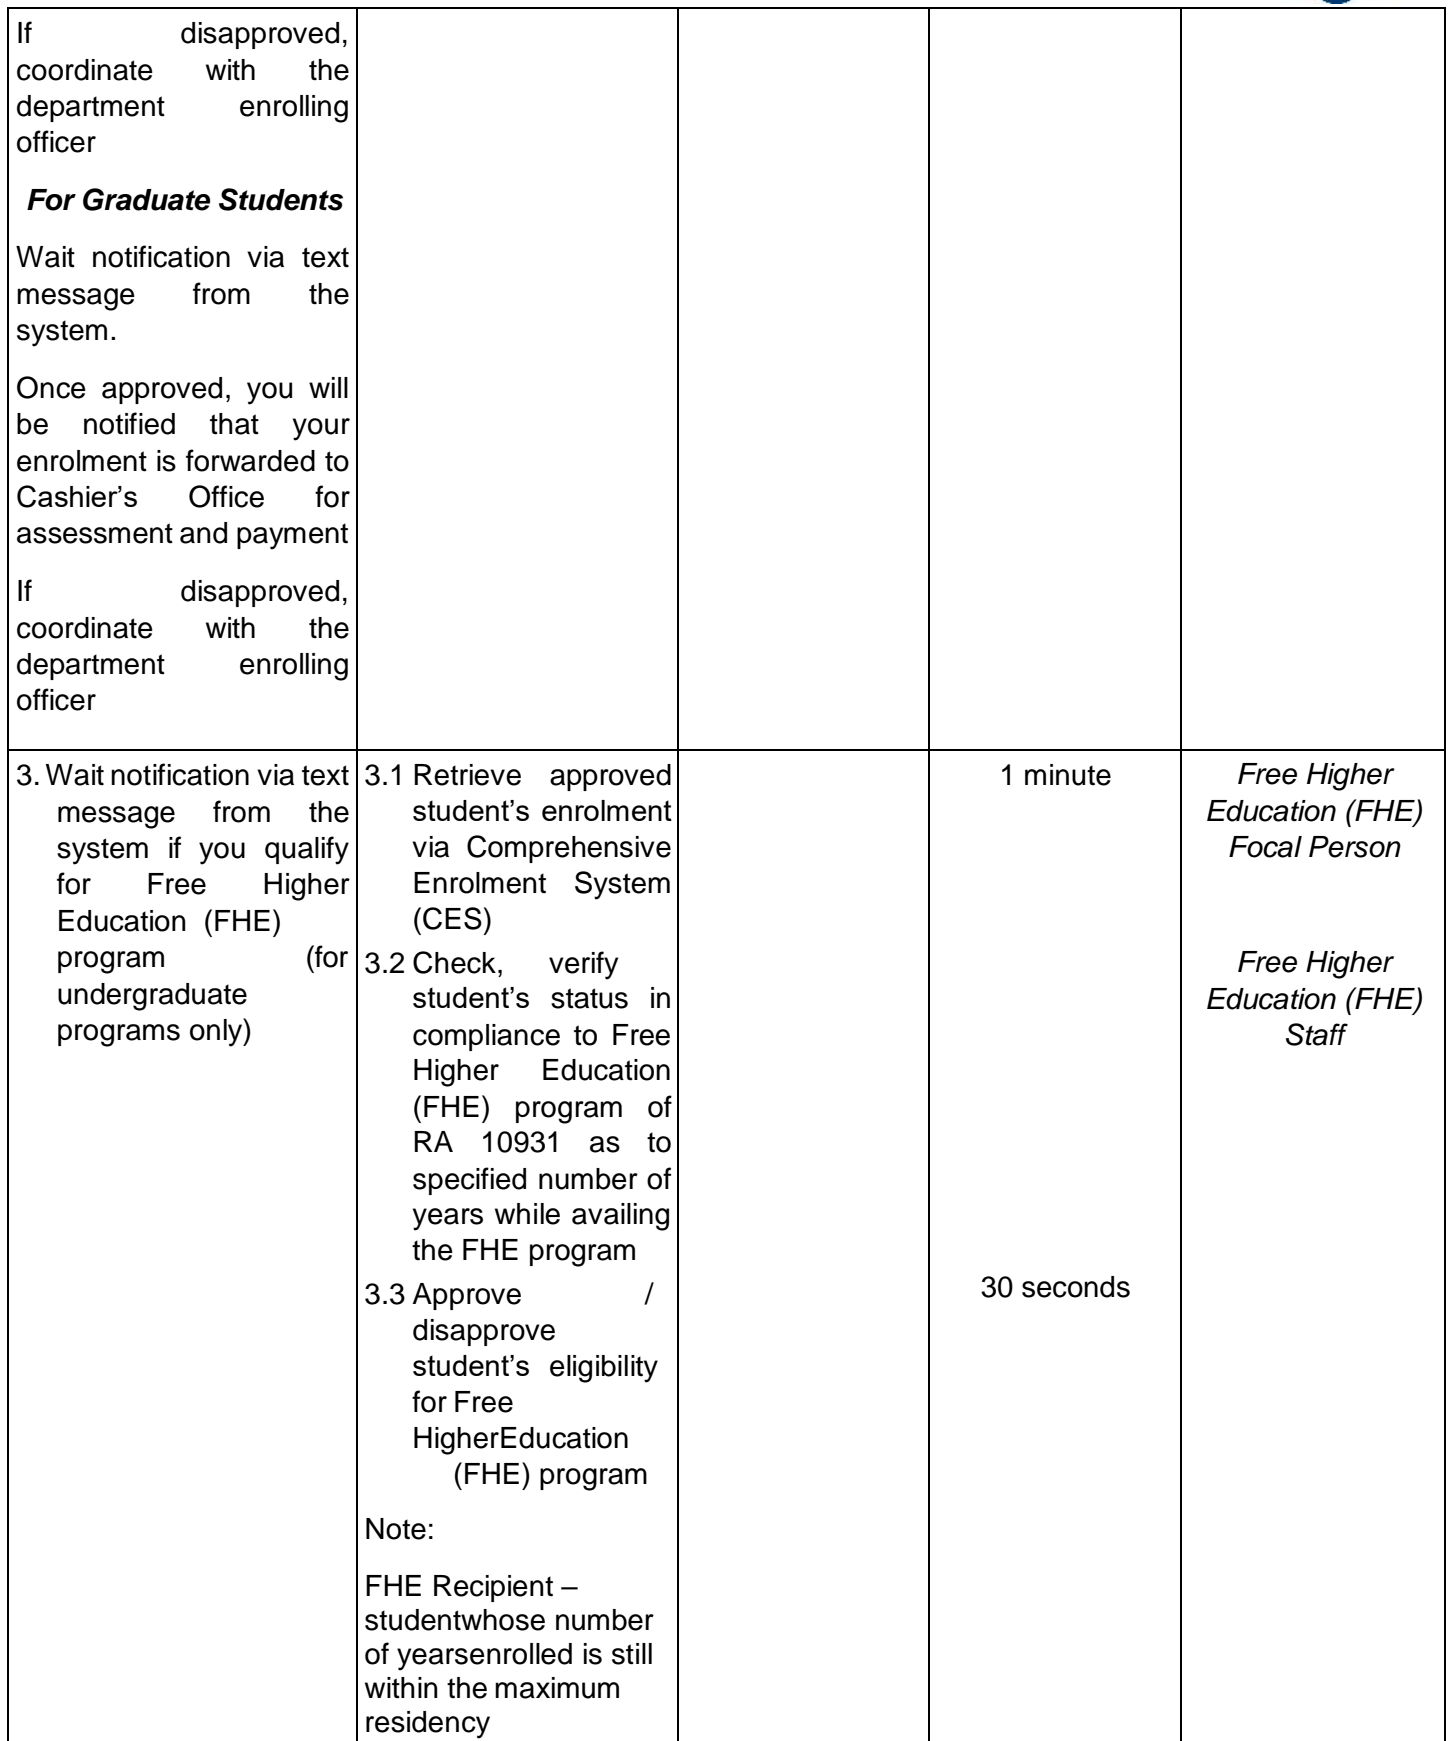 If disapproved,
coordinate with the
department enrolling
officer
For Graduate Students
Wait notification via text
message from the
system.
Once approved, you will
be notified that your
enrolment is forwarded to
Cashier’s Office for
assessment and payment
If disapproved,
coordinate with the
department enrolling
officer
3. Wait notification via text
message from the
system if you qualify
for Free Higher
Education (FHE)
program (for
undergraduate
programs only)
3.1 Retrieve approved
student’s enrolment
via Comprehensive
Enrolment System
(CES)
3.2 Check, verify
student’s status in
compliance to Free
Higher Education
(FHE) program of
RA 10931 as to
specified number of
years while availing
the FHE program
3.3 Approve /
disapprove
student’s eligibility
for Free
HigherEducation
(FHE) program
Note:
FHE Recipient –
studentwhose number
of yearsenrolled is still
within the maximum
residency
1 minute
30 seconds
Free Higher
Education (FHE)
Focal Person
Free Higher
Education (FHE)
Staff